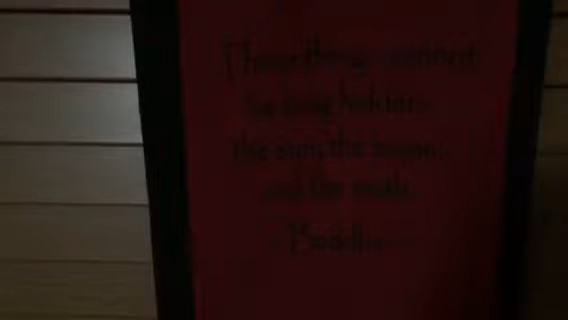 Three things cannot
be long hidden:
the sun, the moon,
and the truth.
- Buddha -